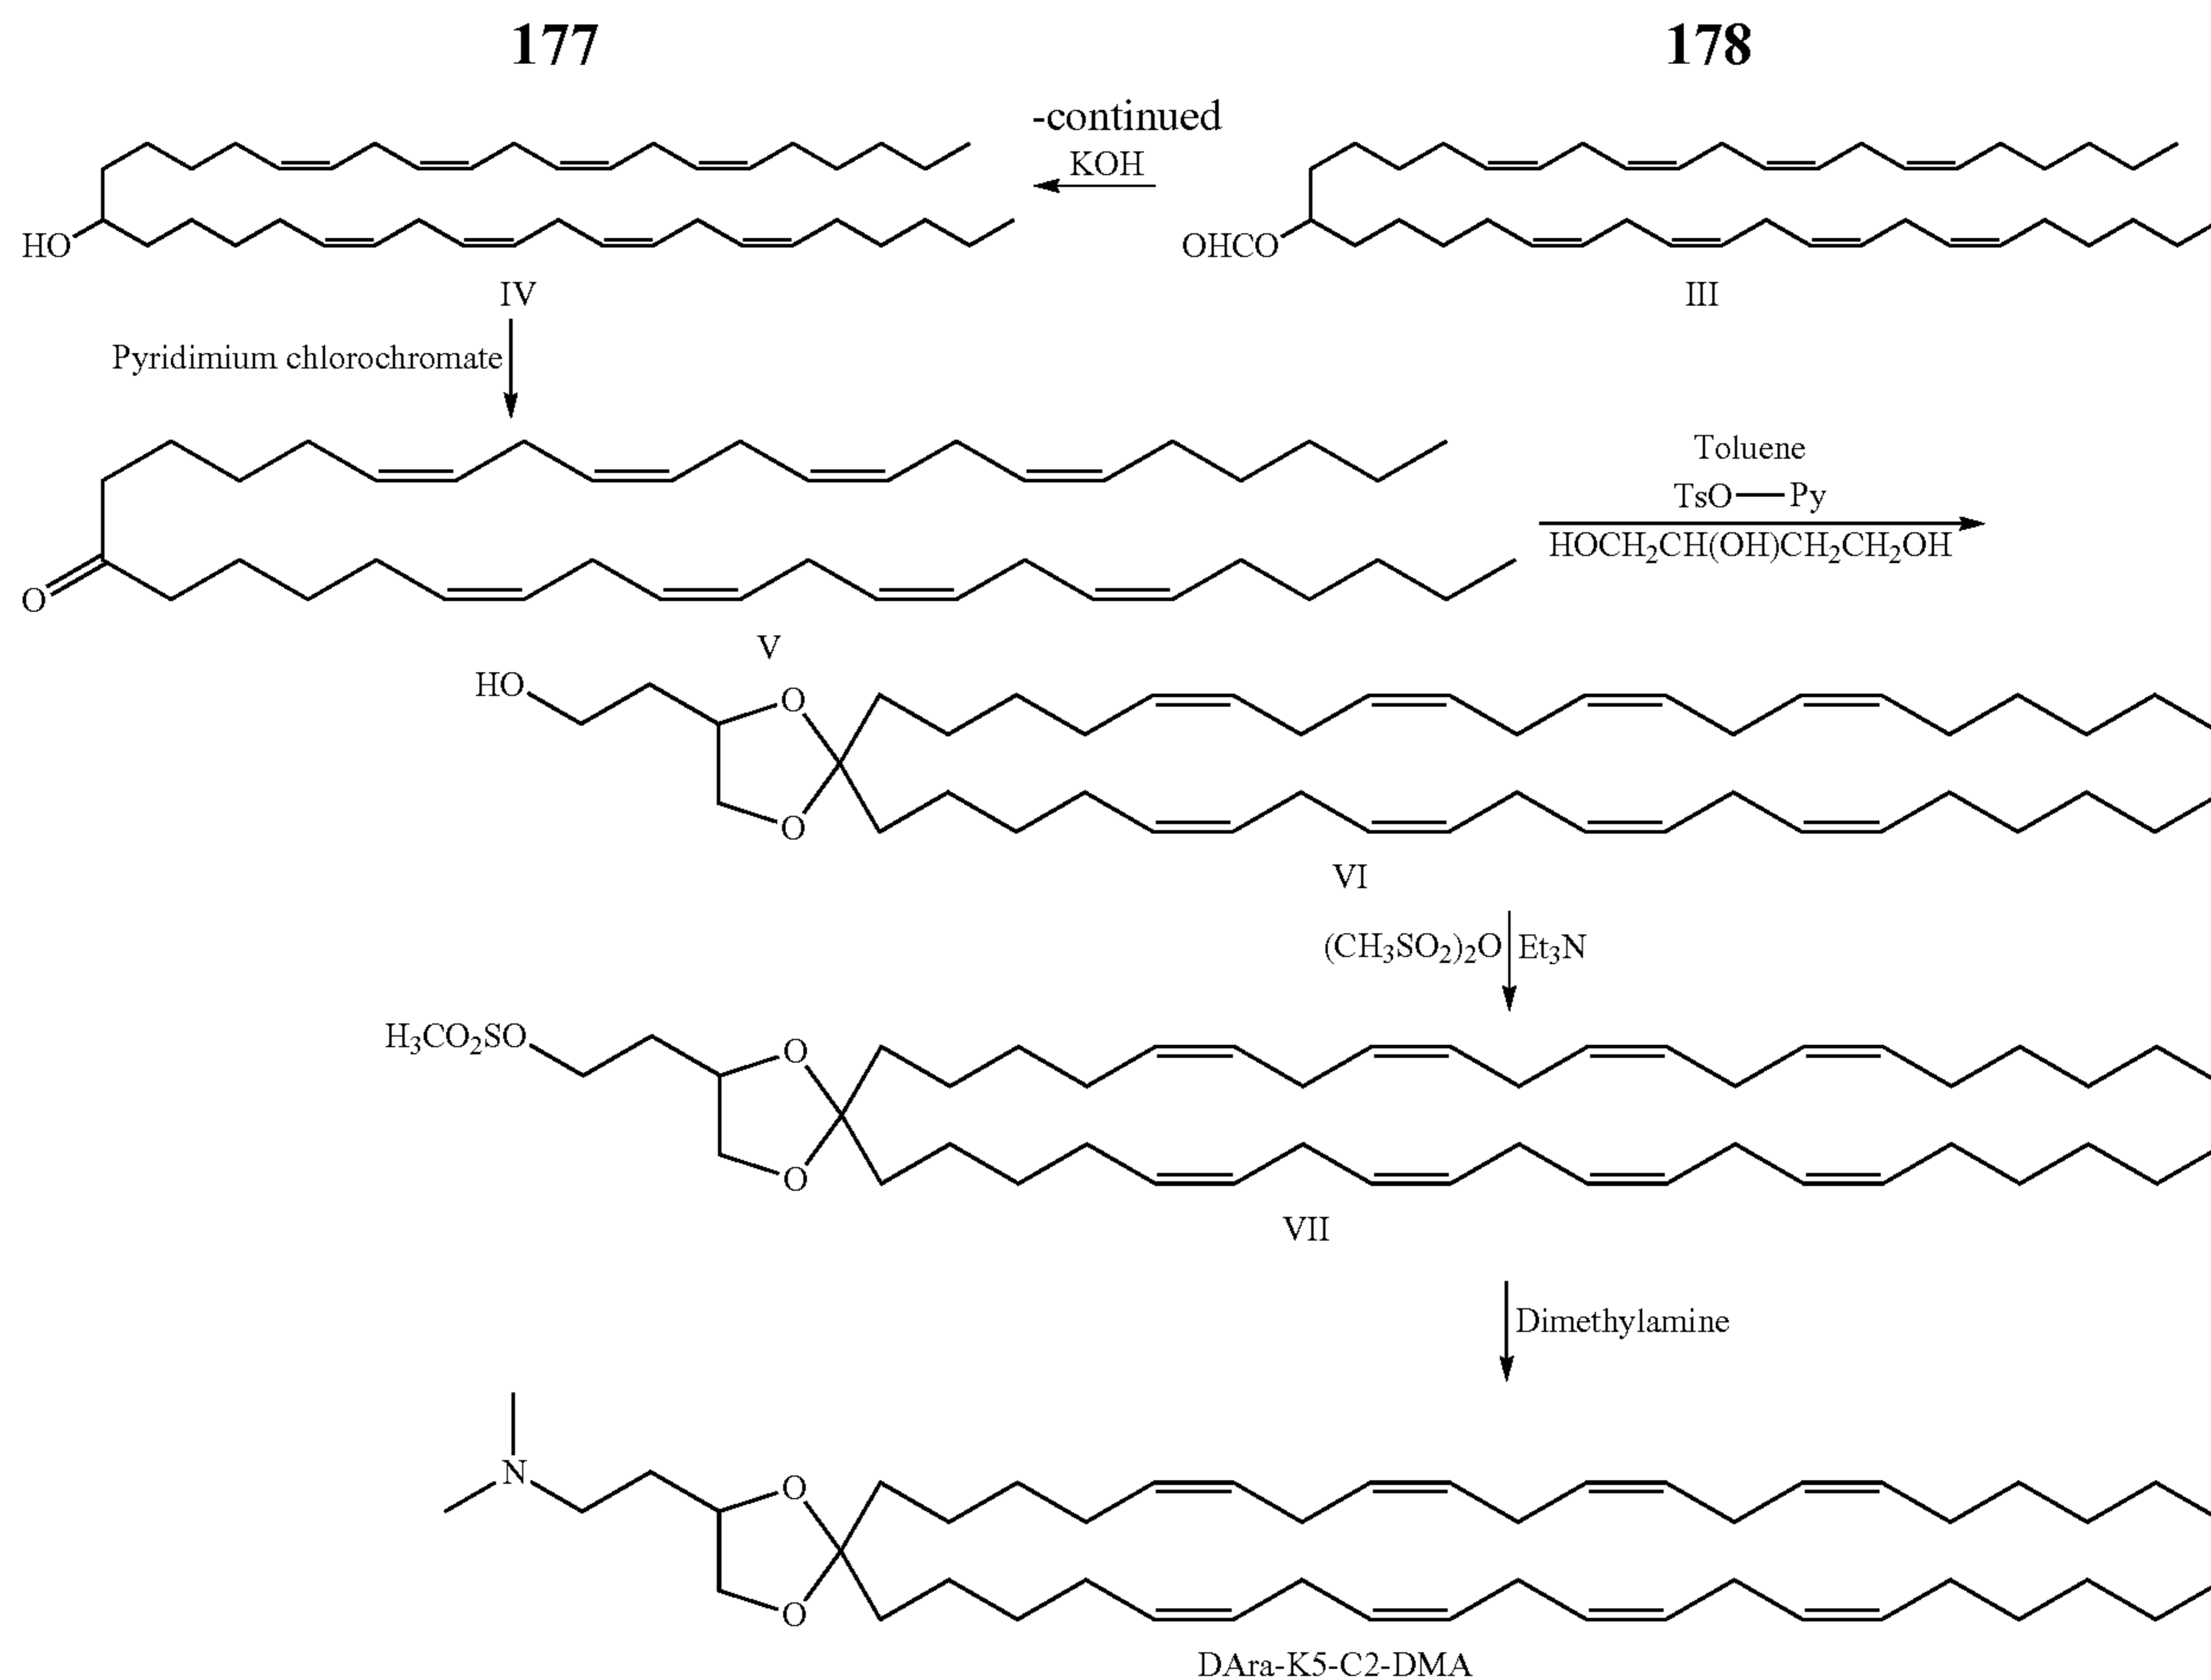 177
178
-continued
KOH
HO
OHCO
IV
III
Pyridimium chlorochromate
Toluene
TsO—Py
HOCH₂CH(OH)CH₂CH₂OH
O
V
HO
O
O
VI
(CH₃SO₂)₂O
Et₃N
H₃CO₂SO
O
O
VII
Dimethylamine
N
O
O
DAra-K5-C2-DMA